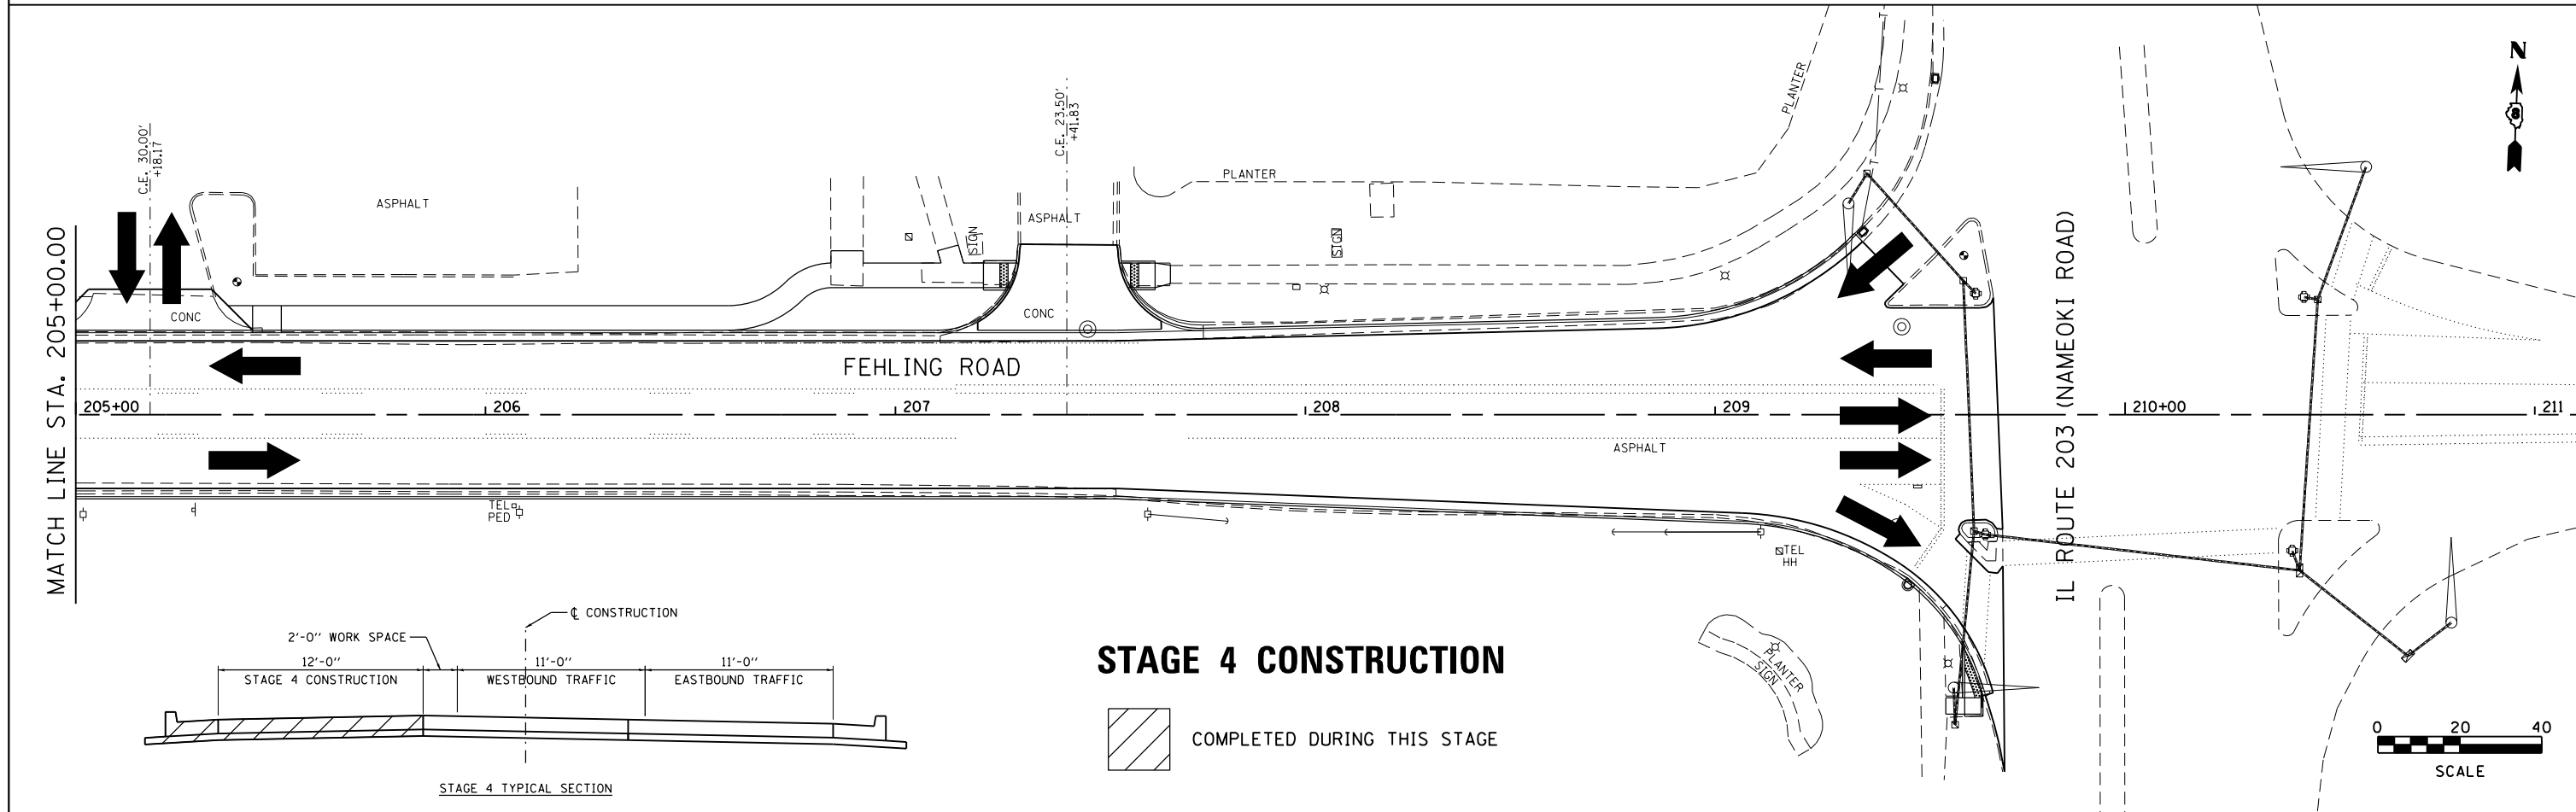 N
8
PLANTER
C.E. 30.00'
+18.17
C.E. 23.50'
+41.83
ASPHALT
SIGN
ASPHALT
PLANTER
SIGN
MATCH LINE STA. 205+00.00
CONC
CONC
FEHLING ROAD
IL ROUTE 203 (NAMEOKI ROAD)
205+00
206
207
208
209
210+00
211
ASPHALT
TEL
PED
TEL
HH
℄ CONSTRUCTION
2'-0" WORK SPACE
12'-0"
11'-0"
11'-0"
STAGE 4 CONSTRUCTION
WESTBOUND TRAFFIC
EASTBOUND TRAFFIC
STAGE 4 TYPICAL SECTION
STAGE 4 CONSTRUCTION
COMPLETED DURING THIS STAGE
PLANTER
SIGN
0 20 40
SCALE